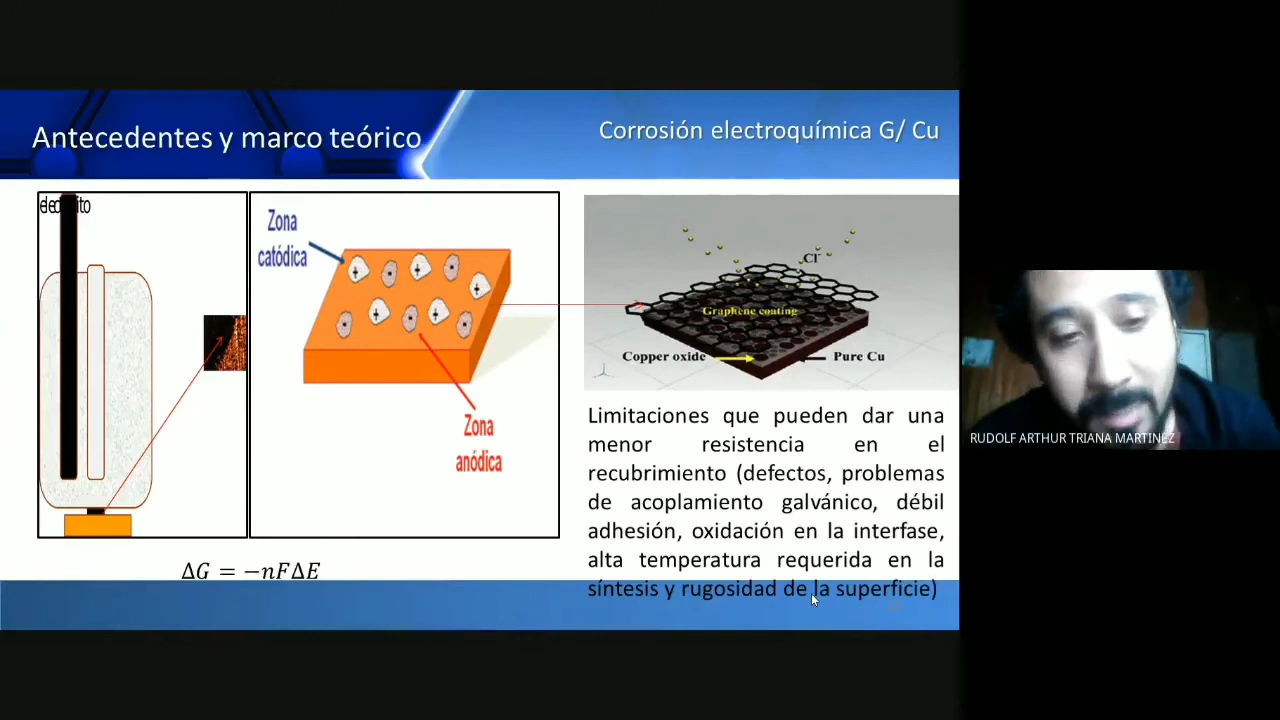 Antecedentes y marco teórico
Corrosión electroquímica G/ Cu
Zona
catódica
Zona
anódica
ΔG = −nFΔE
Cl⁻
Graphene coating
Copper oxide
Pure Cu
Limitaciones que pueden dar una
menor resistencia en el
recubrimiento (defectos, problemas
de acoplamiento galvánico, débil
adhesión, oxidación en la interfase,
alta temperatura requerida en la
síntesis y rugosidad de la superficie)
RUDOLF ARTHUR TRIANA MARTINEZ